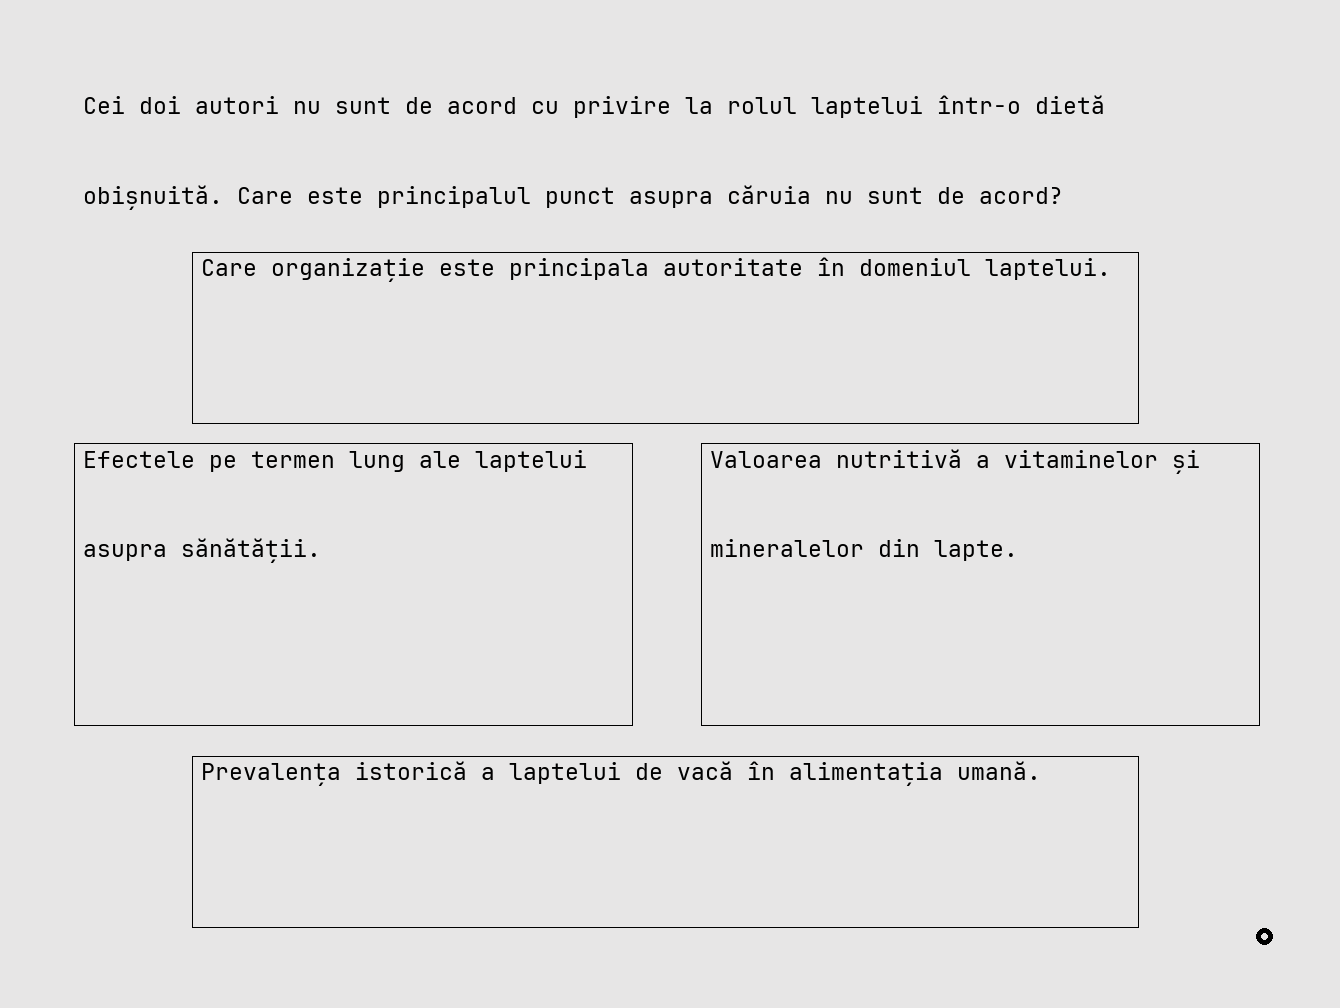 Cei doi autori nu sunt de acord cu privire la rolul laptelui într-o dietă
obișnuită. Care este principalul punct asupra căruia nu sunt de acord?
Care organizație este principala autoritate în domeniul laptelui.
Efectele pe termen lung ale laptelui
asupra sănătății.
Valoarea nutritivă a vitaminelor și
mineralelor din lapte.
Prevalența istorică a laptelui de vacă în alimentația umană.